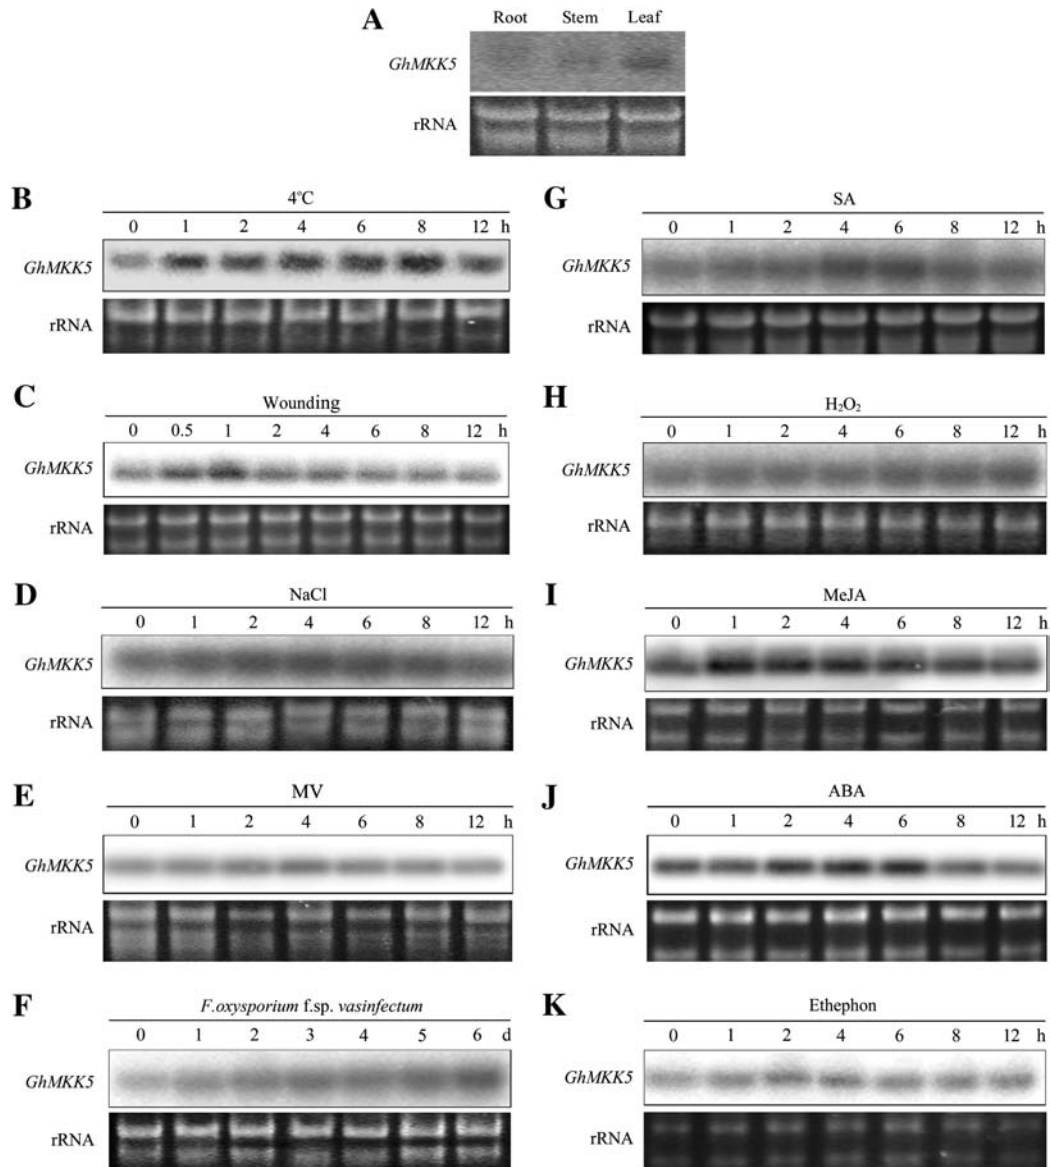 A
Root Stem Leaf
GhMKK5
rRNA
B
4°C
0 1 2 4 6 8 12 h
GhMKK5
rRNA
C
Wounding
0 0.5 1 2 4 6 8 12 h
GhMKK5
rRNA
D
NaCl
0 1 2 4 6 8 12 h
GhMKK5
rRNA
E
MV
0 1 2 4 6 8 12 h
GhMKK5
rRNA
F
F.oxysporium f.sp. vasinfectum
0 1 2 3 4 5 6 d
GhMKK5
rRNA
G
SA
0 1 2 4 6 8 12 h
GhMKK5
rRNA
H
H₂O₂
0 1 2 4 6 8 12 h
GhMKK5
rRNA
I
MeJA
0 1 2 4 6 8 12 h
GhMKK5
rRNA
J
ABA
0 1 2 4 6 8 12 h
GhMKK5
rRNA
K
Ethephon
0 1 2 4 6 8 12 h
GhMKK5
rRNA